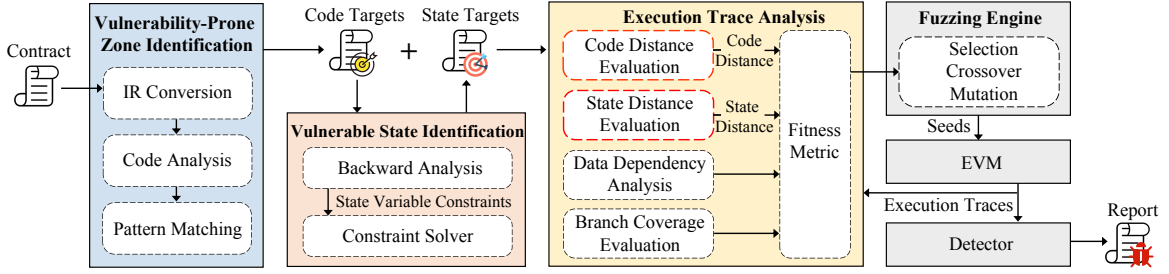 Contract
Vulnerability-Prone
Zone Identification
IR Conversion
Code Analysis
Pattern Matching
Code
Targets
State
Targets
+
Vulnerable State Identification
Backward Analysis
State Variable Constraints
Constraint Solver
Execution Trace Analysis
Code Distance
Evaluation
Code
Distance
State Distance
Evaluation
State
Distance
Data Dependency
Analysis
Branch Coverage
Evaluation
Fitness
Metric
Fuzzing Engine
Selection
Crossover
Mutation
Seeds
EVM
Execution Traces
Detector
Report